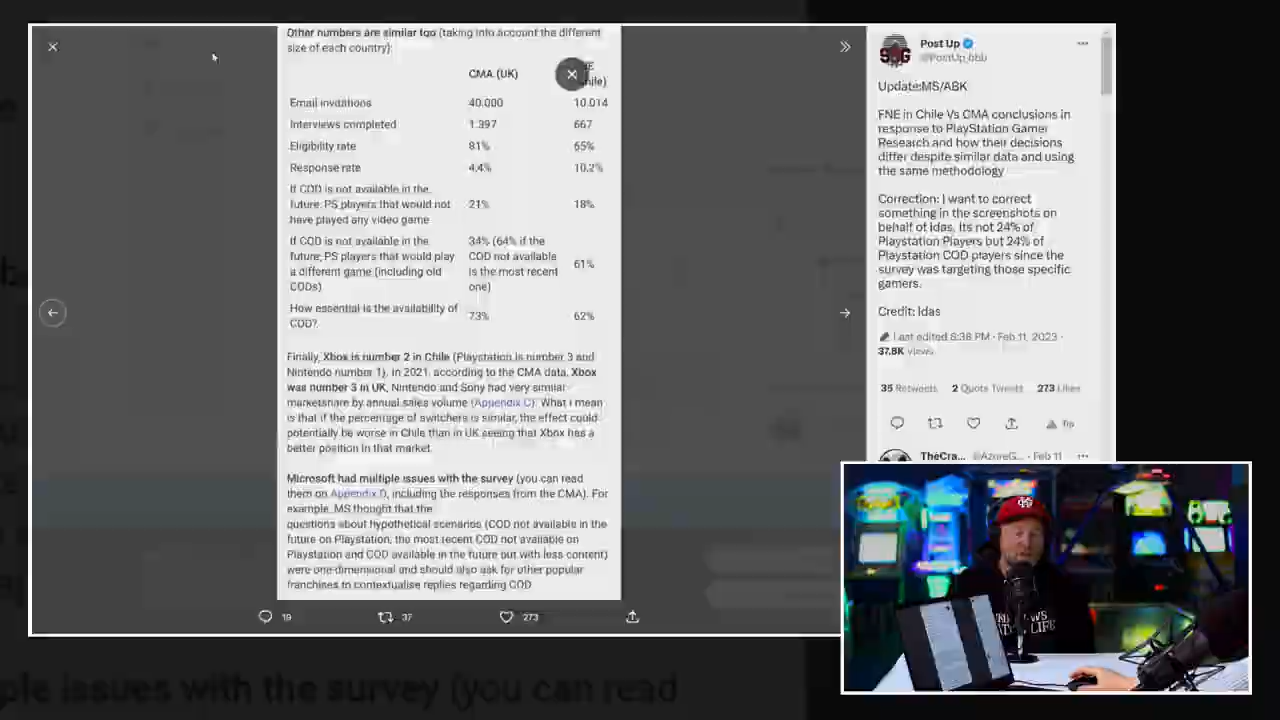 Other numbers are similar too (taking into account the different
size of each country):
CMA (UK)
Email invitations 40.000 10.014
Interviews completed 1.397 667
Eligibility rate 81% 65%
Response rate 4.4% 10.2%
If COD is not available in the
future, PS players that would not 21% 18%
have played any video game
If COD is not available in the 34% (64% if the
future, PS players that would play COD not available
a different game (including old is the most recent 61%
CODs) one)
How essential is the availability of
COD? 73% 62%
Finally, Xbox is number 2 in Chile (Playstation is number 3 and
Nintendo number 1). in 2021, according to the CMA data, Xbox
was number 3 in UK, Nintendo and Sony had very similar
marketshare by annual sales volume (Appendix C). What i mean
is that if the percentage of switchers is similar, the effect could
potentially be worse in Chile than in UK seeing that Xbox has a
better position in that market.
Microsoft had multiple issues with the survey (you can read
them on Appendix D, including the responses from the CMA). For
example, MS thought that the
questions about hypothetical scenarios (COD not available in the
future on Playstation, the most recent COD not available on
Playstation and COD available in the future but with less content)
were one-dimensional and should also ask for other popular
franchises to contextualise replies regarding COD
19 37 273
Post Up
@PostUp_bbb
Update:MS/ABK
FNE in Chile Vs CMA conclusions in
response to PlayStation Gamer
Research and how their decisions
differ despite similar data and using
the same methodology
Correction: I want to correct
something in the screenshots on
behalf of Idas. Its not 24% of
Playstation Players but 24% of
Playstation COD players since the
survey was targeting those specific
gamers.
Credit: Idas
Last edited 8:38 PM · Feb 11, 2023 ·
37.8K Views
35 Retweets 2 Quote Tweets 273 Likes
Tip
TheCra... @AzoreG... · Feb 11
ple issues with the survey (you can read